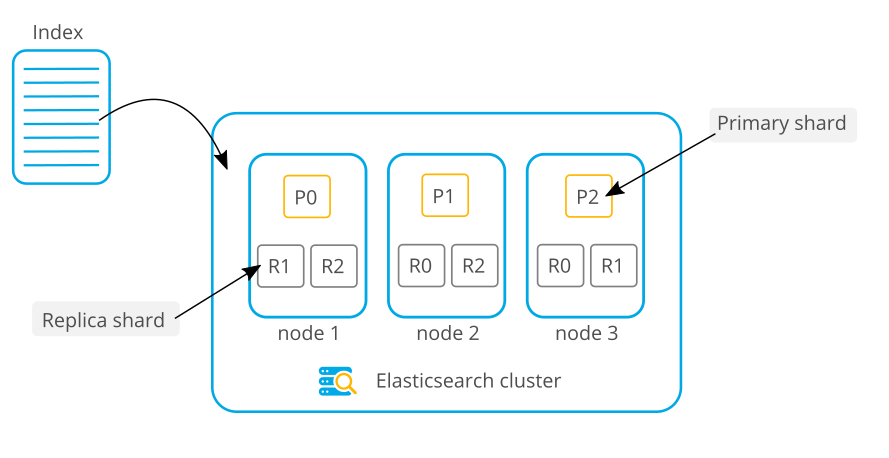 Index
Primary shard
P0
P1
P2
R1 R2
R0 R2
R0 R1
Replica shard
node 1
node 2
node 3
Elasticsearch cluster